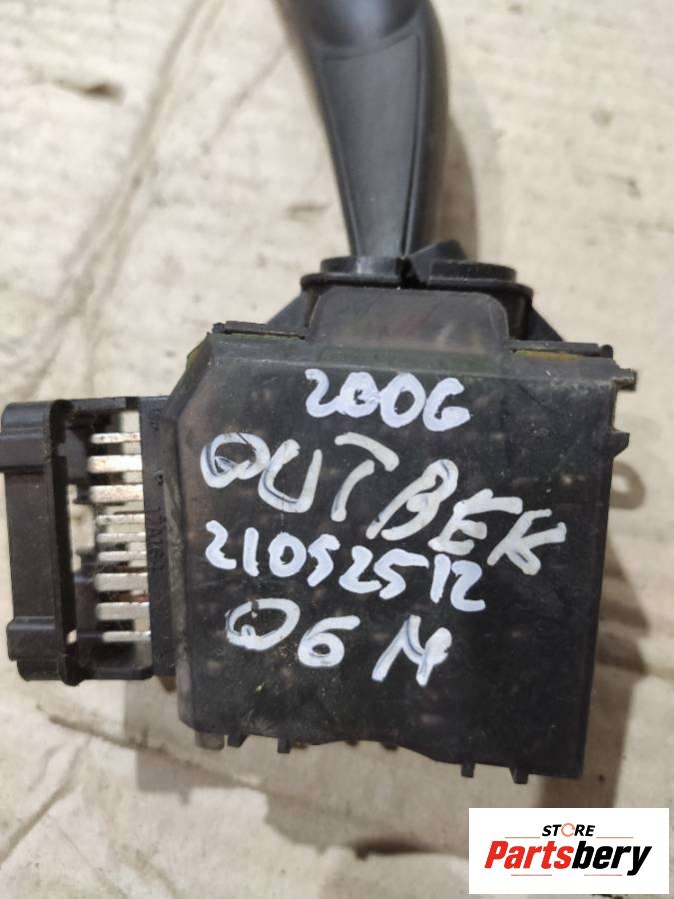 2006
OUTBEK
21052512
06 М
STORE
Partsbery